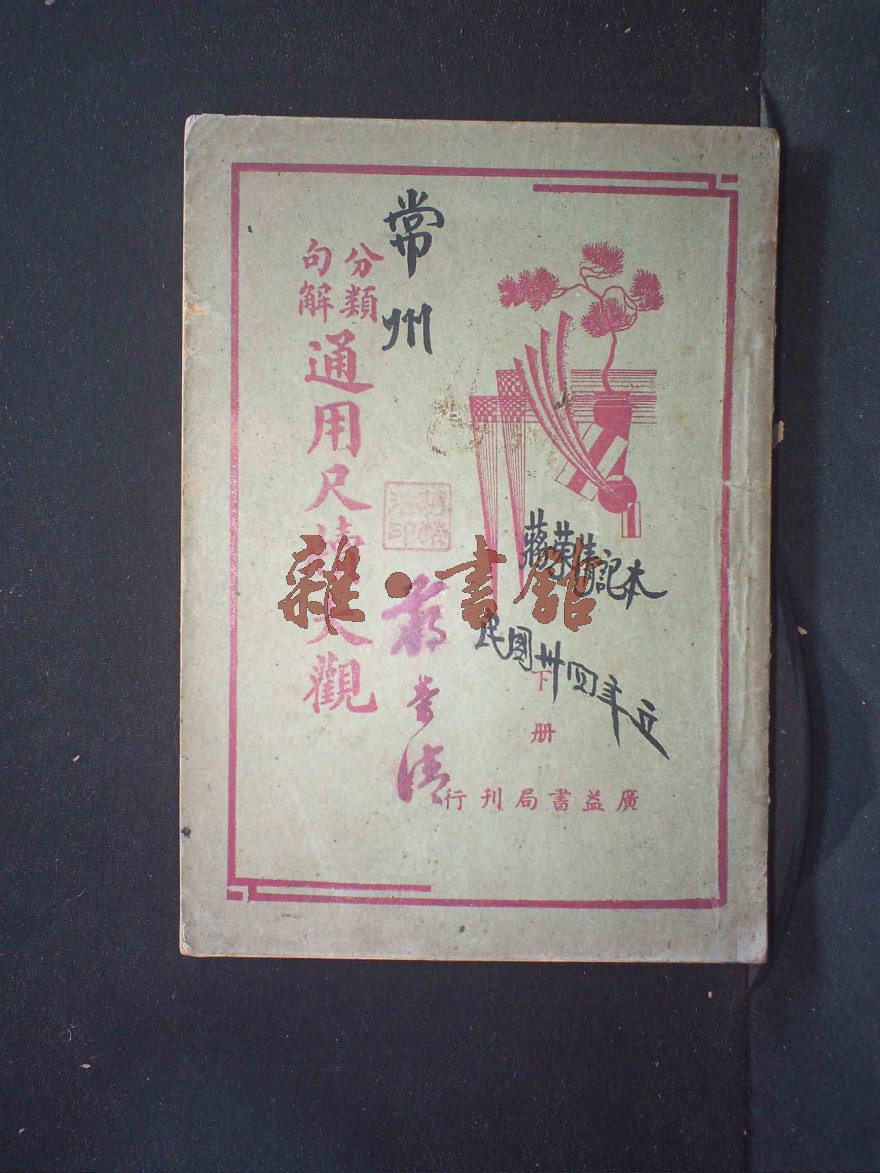 常州
分類
句解
通用尺牘大觀
蔣榮清記本
民國卅四年立
下冊
廣益書局刊行
雜·書館